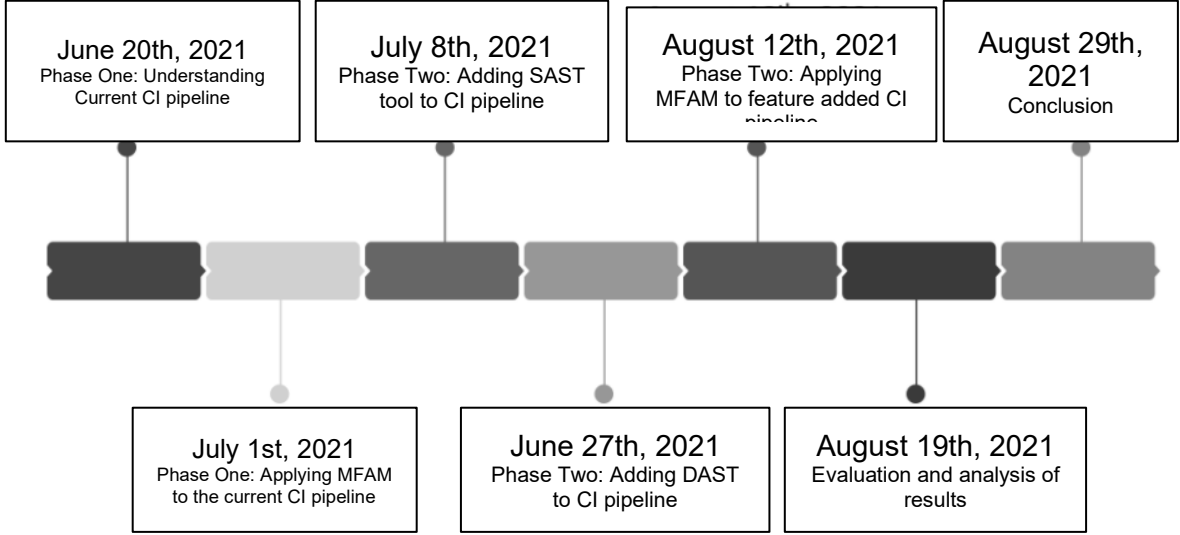 June 20th, 2021
Phase One: Understanding
Current CI pipeline
July 8th, 2021
Phase Two: Adding SAST
tool to CI pipeline
August 12th, 2021
Phase Two: Applying
MFAM to feature added CI
pipeline
August 29th,
2021
Conclusion
July 1st, 2021
Phase One: Applying MFAM
to the current CI pipeline
June 27th, 2021
Phase Two: Adding DAST
to CI pipeline
August 19th, 2021
Evaluation and analysis of
results